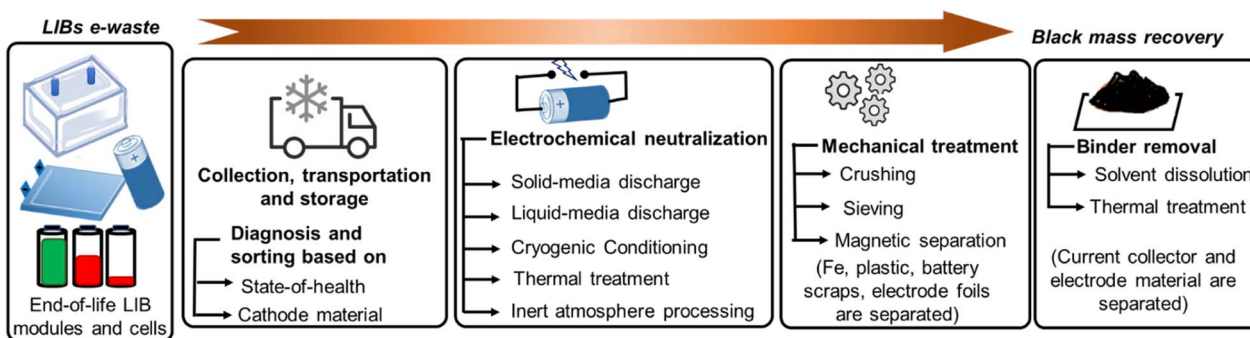 LIBs e-waste
Black mass recovery
End-of-life LIB
modules and cells
Collection, transportation
and storage
Diagnosis and
sorting based on
State-of-health
Cathode material
Electrochemical neutralization
Solid-media discharge
Liquid-media discharge
Cryogenic Conditioning
Thermal treatment
Inert atmosphere processing
Mechanical treatment
Crushing
Sieving
Magnetic separation
(Fe, plastic, battery
scraps, electrode foils
are separated)
Binder removal
Solvent dissolution
Thermal treatment
(Current collector and
electrode material are
separated)